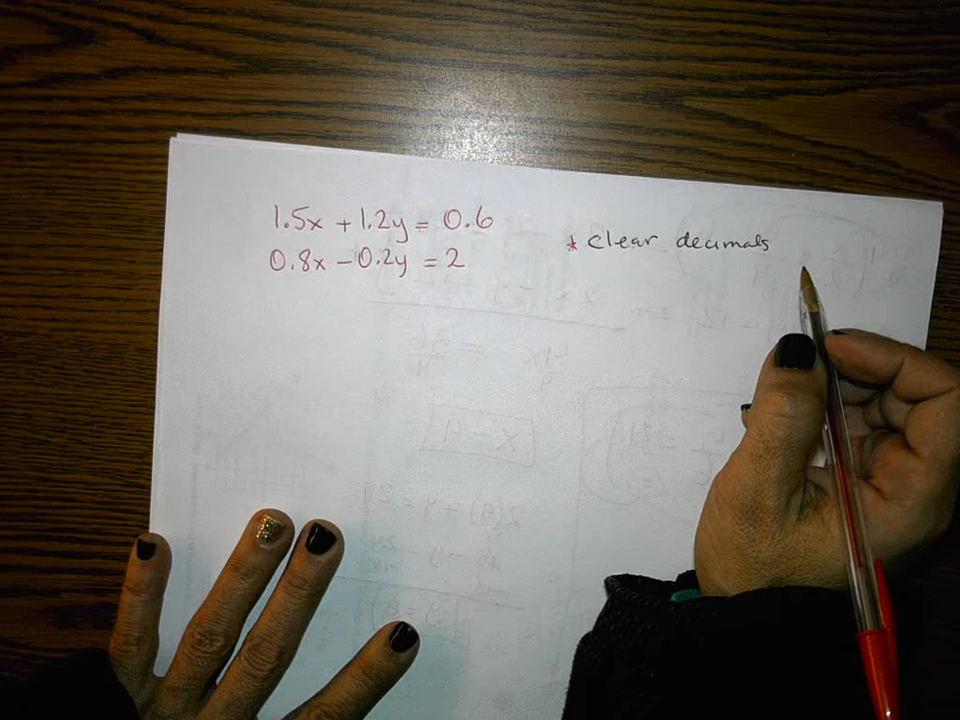 1.5x + 1.2y = 0.6
0.8x - 0.2y = 2
* clear decimals